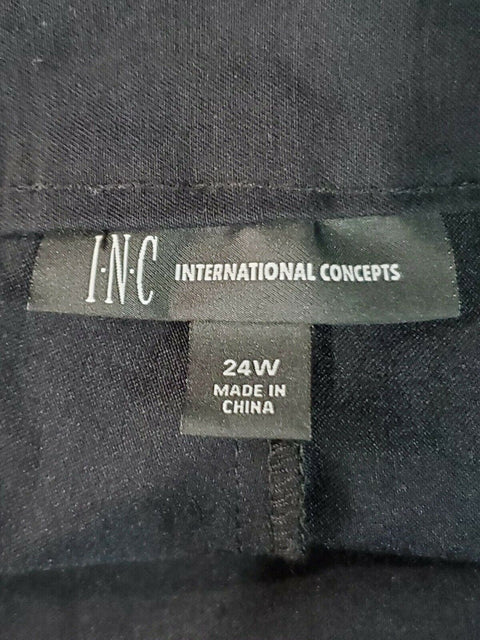 I·N·C INTERNATIONAL CONCEPTS
24W
MADE IN
CHINA